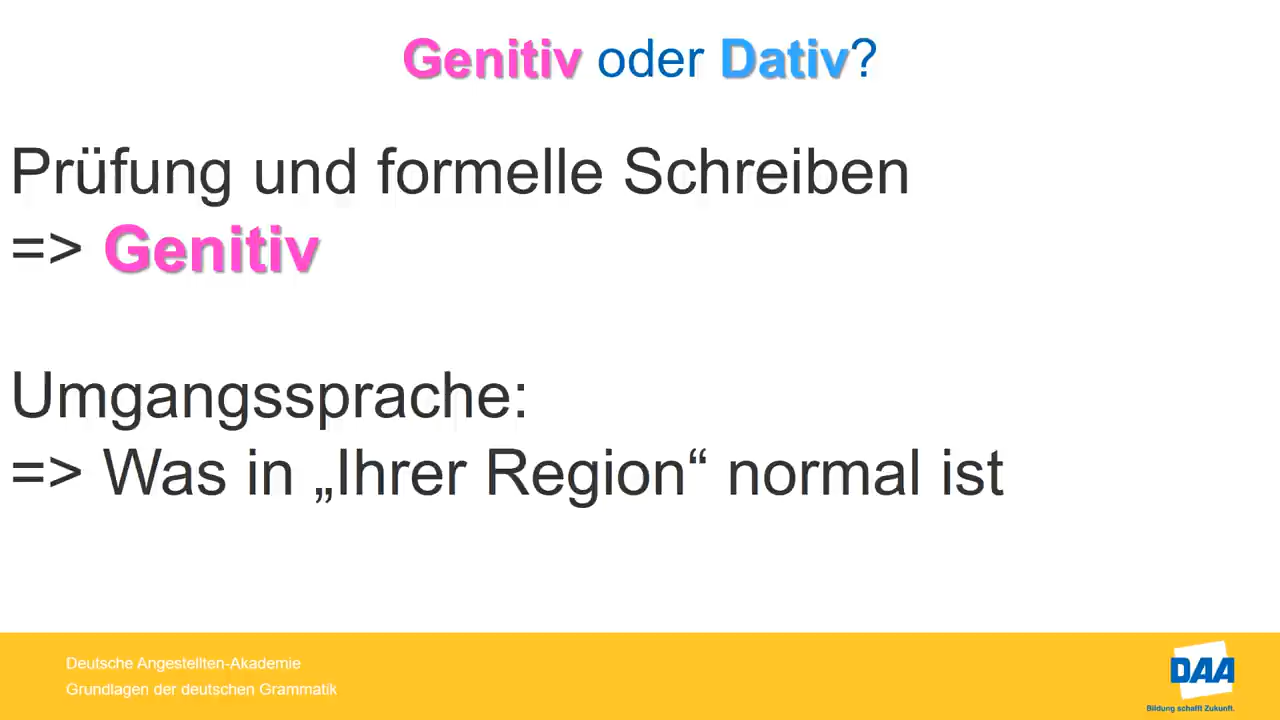 Genitiv oder Dativ?
Prüfung und formelle Schreiben
=> Genitiv
Umgangssprache:
=> Was in „Ihrer Region“ normal ist
Deutsche Angestellten-Akademie
Grundlagen der deutschen Grammatik
DAA
Bildung schafft Zukunft.